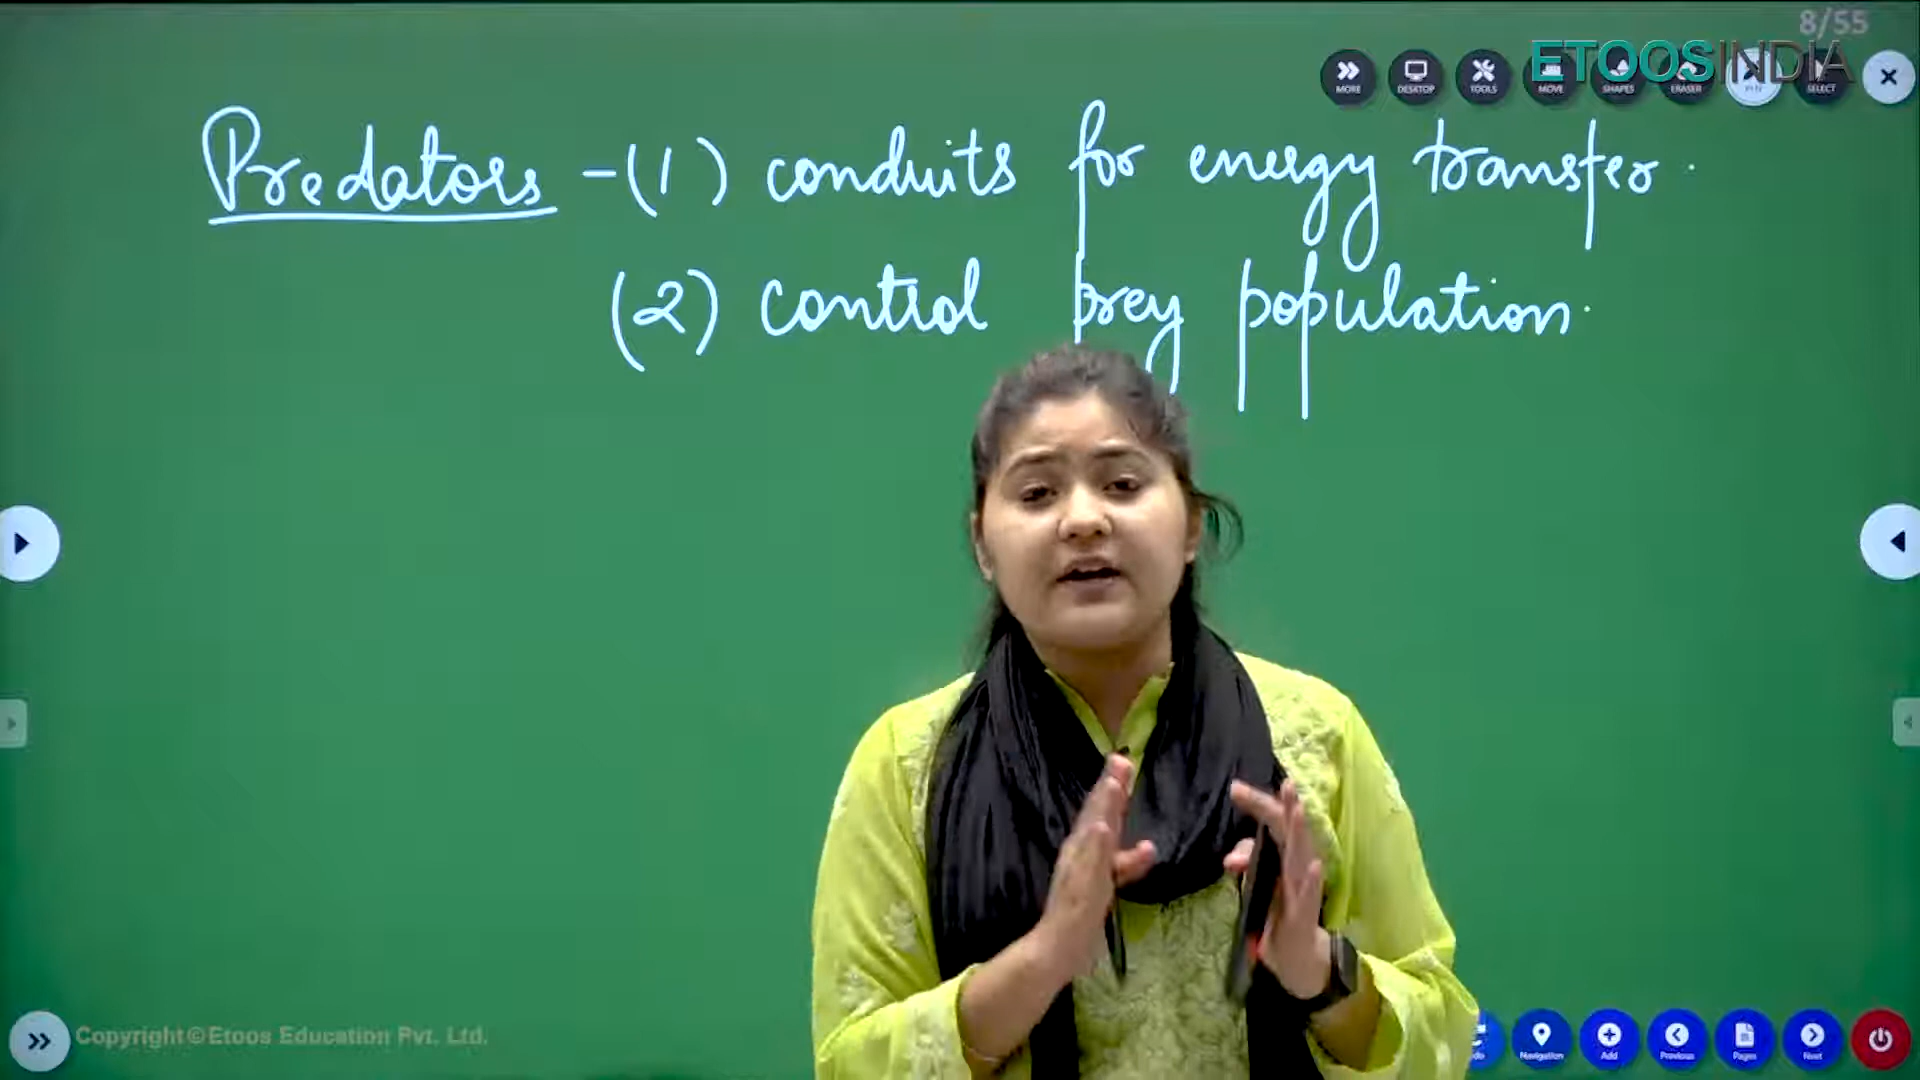 8/55
ETOOSINDIA
MORE DESKTOP TOOLS MOVE SHAPES ERASER PEN SELECT
Predators - (1) conduits for energy transfer.
(2) control prey population.
Copyright © Etoos Education Pvt. Ltd.
Navigation Add Previous Pages Next